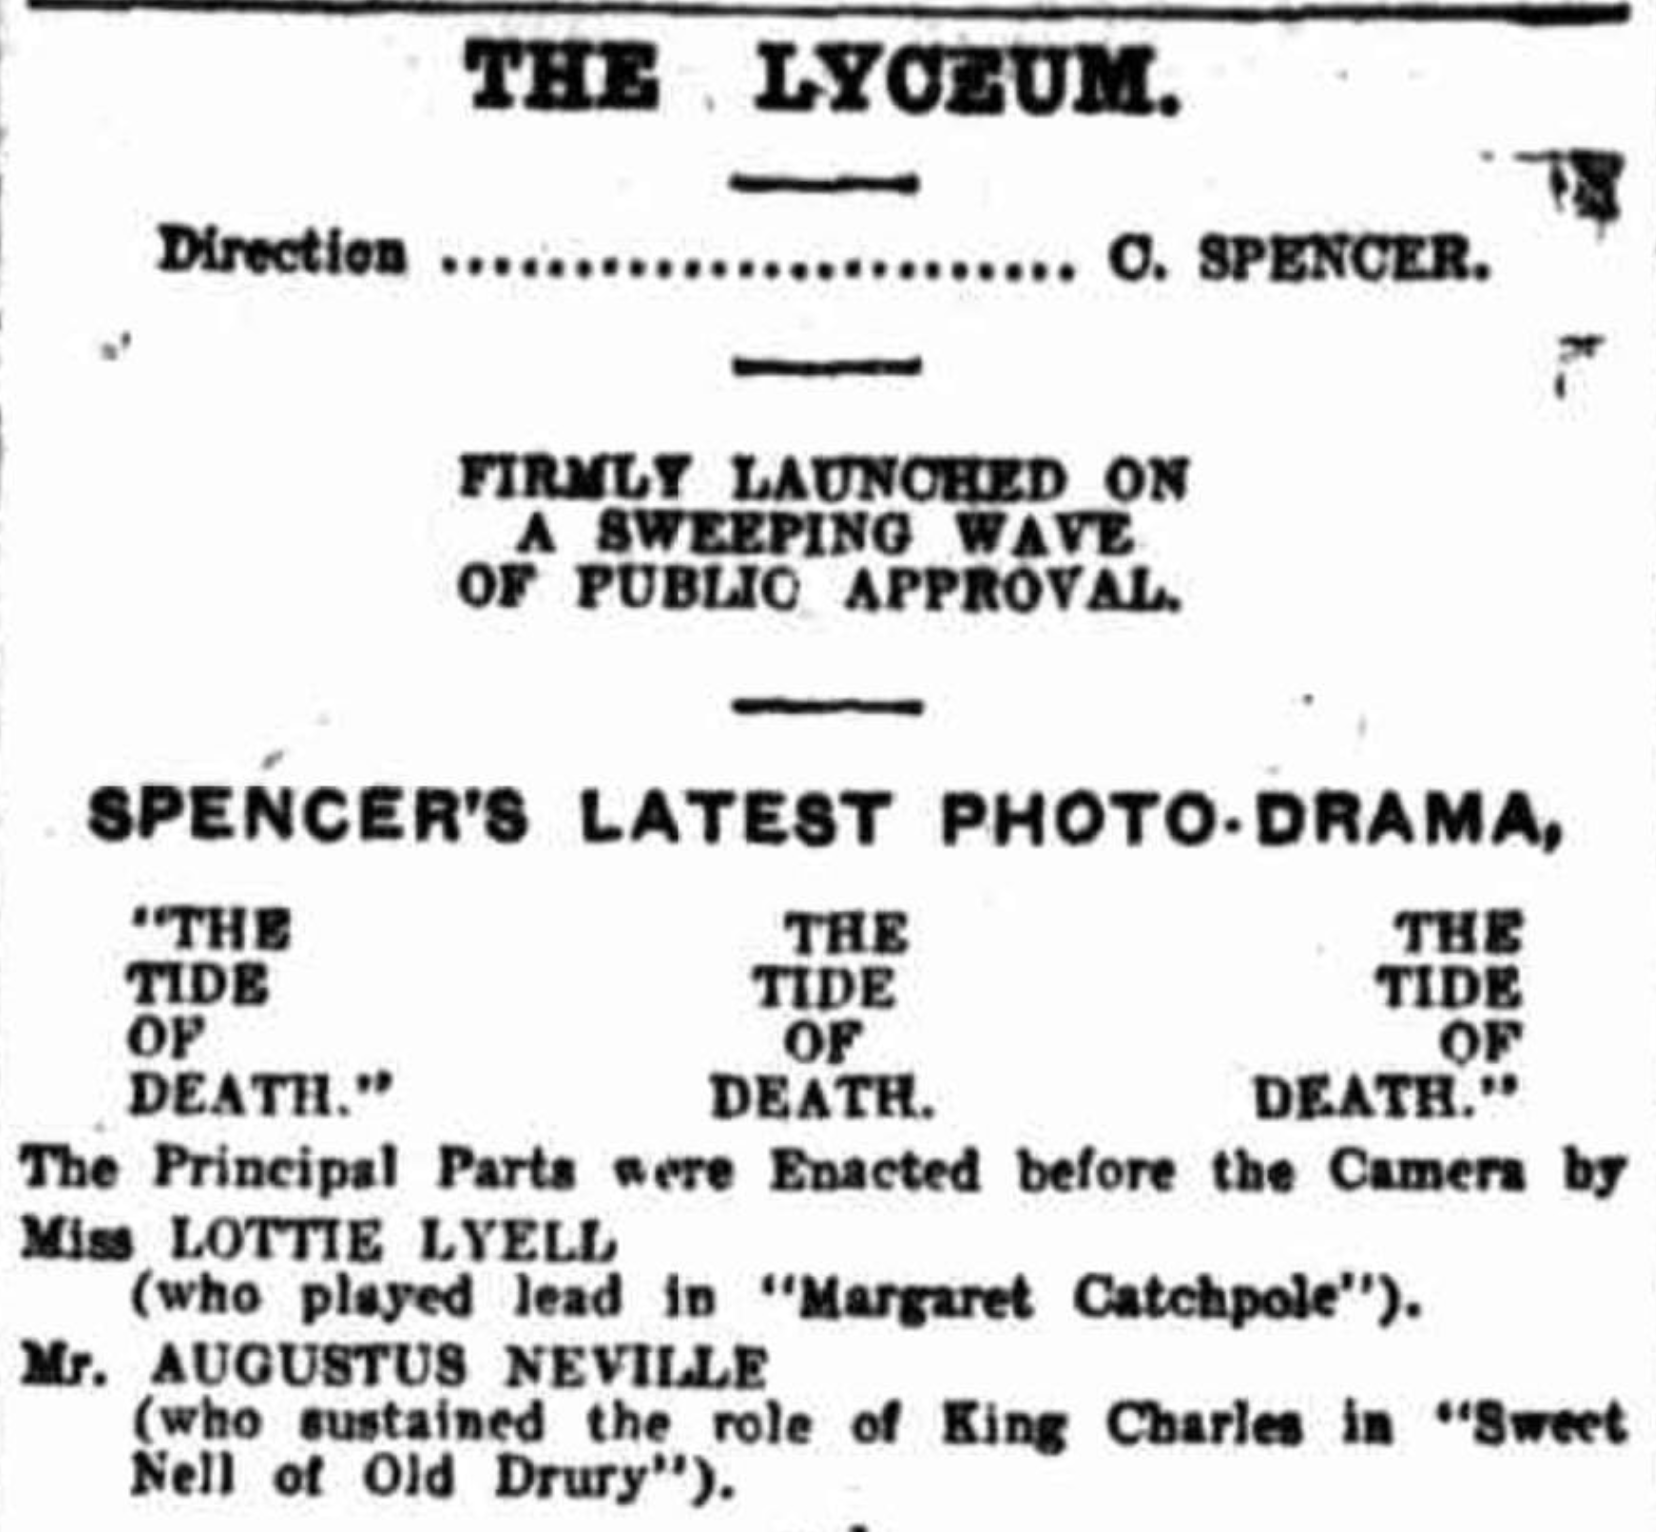 THE LYCEUM.
Direction ........................ C. SPENCER.
FIRMLY LAUNCHED ON
A SWEEPING WAVE
OF PUBLIC APPROVAL.
SPENCER'S LATEST PHOTO-DRAMA,
"THE THE THE
TIDE TIDE TIDE
OF OF OF
DEATH." DEATH. DEATH."
The Principal Parts were Enacted before the Camera by
Miss LOTTIE LYELL
(who played lead in "Margaret Catchpole").
Mr. AUGUSTUS NEVILLE
(who sustained the role of King Charles in "Sweet
Nell of Old Drury").